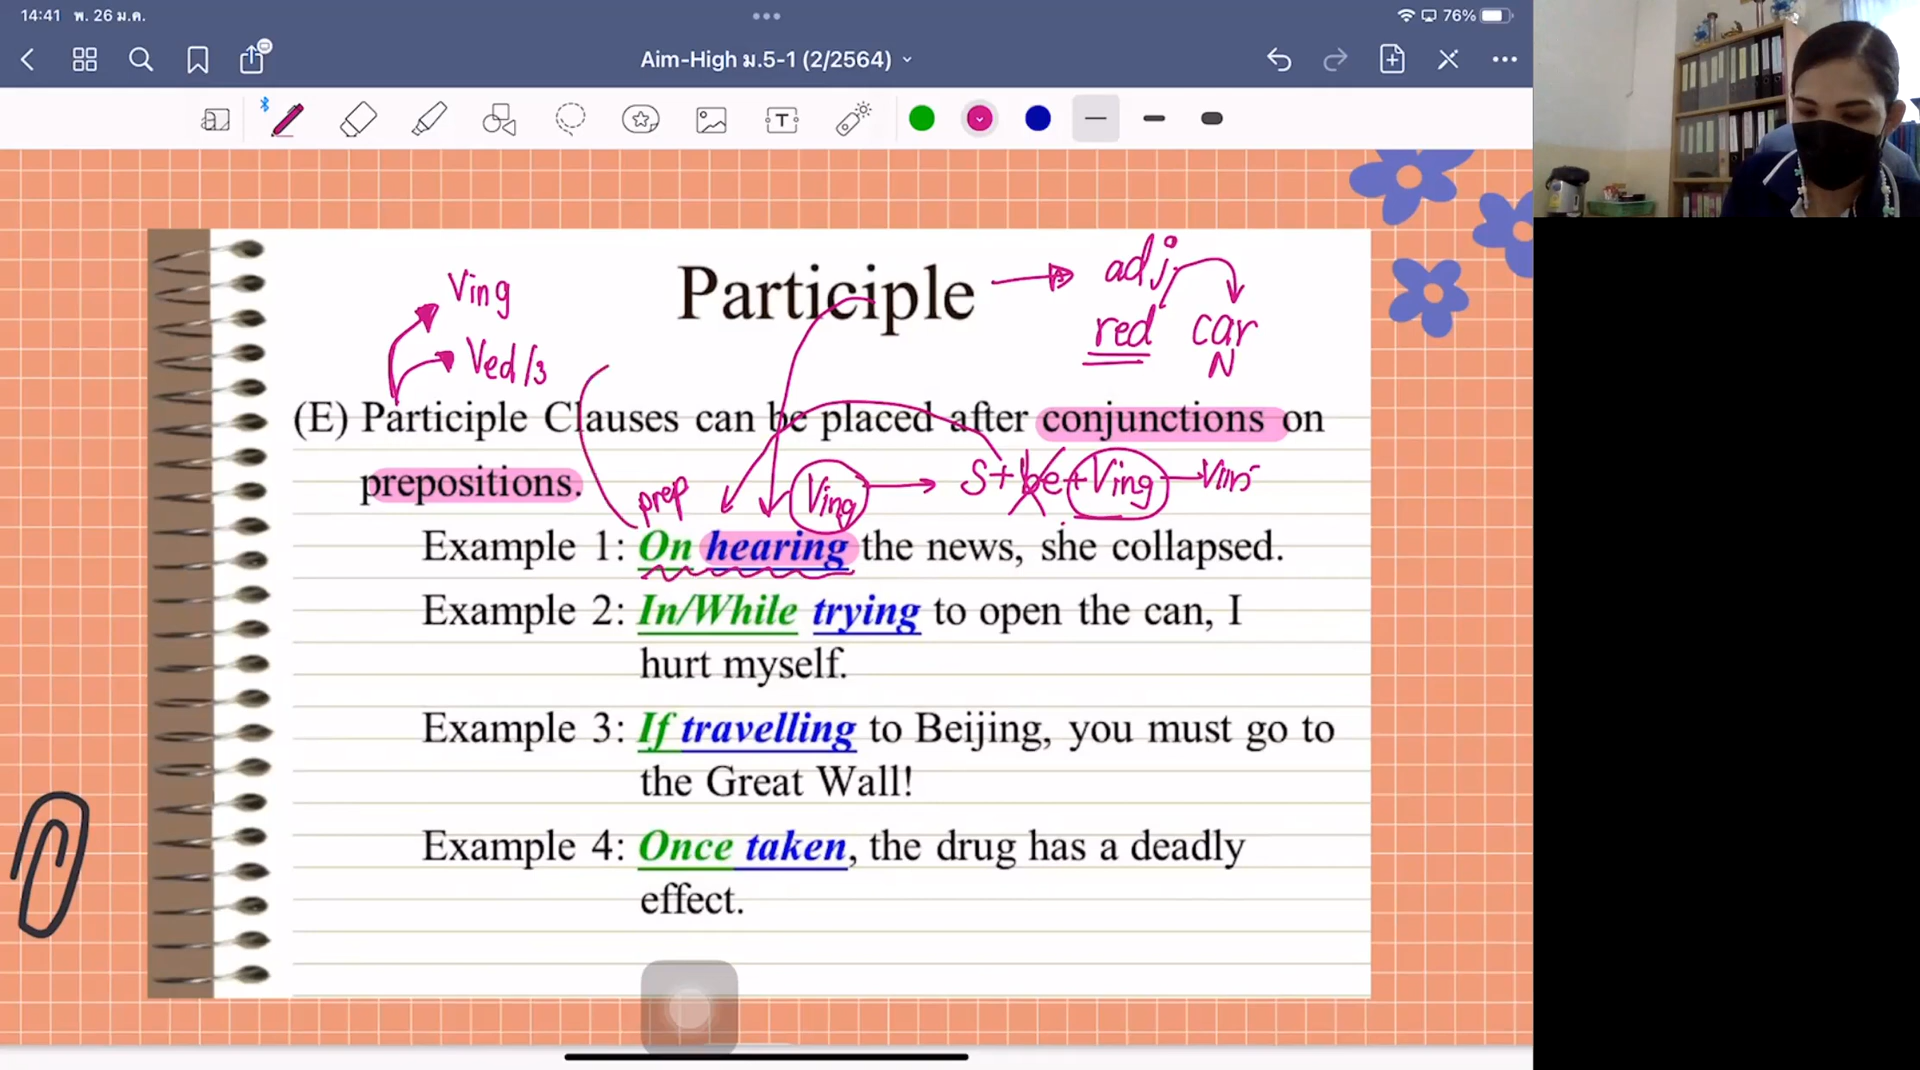 14:41 พ. 26 ม.ค.
76%
Aim-High ม.5-1 (2/2564)
T
Participle
adj
red car
N
Ving
Ved/3
(E) Participle Clauses can be placed after conjunctions on
prepositions.
prep Ving S+be+Ving
Example 1: On hearing the news, she collapsed.
Example 2: In/While trying to open the can, I
hurt myself.
Example 3: If travelling to Beijing, you must go to
the Great Wall!
Example 4: Once taken, the drug has a deadly
effect.